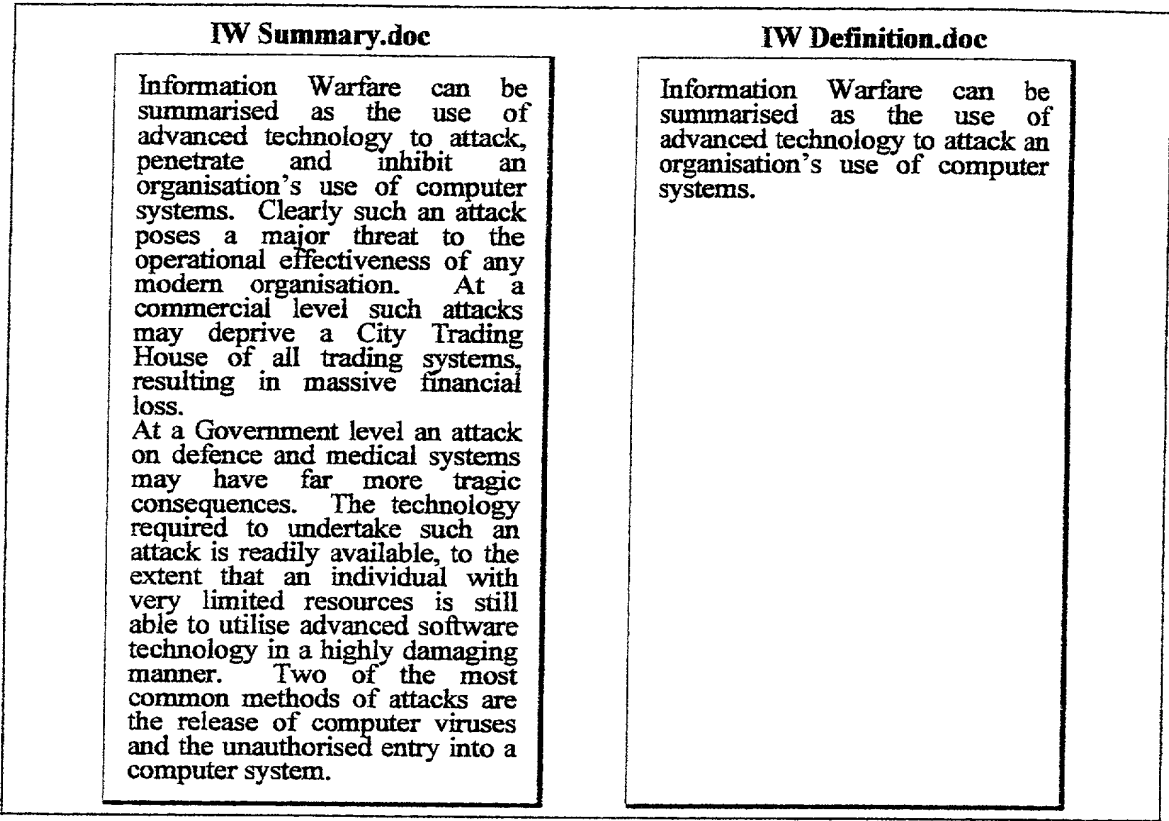 IW Summary.doc
Information Warfare can be
summarised as the use of
advanced technology to attack,
penetrate and inhibit an
organisation's use of computer
systems. Clearly such an attack
poses a major threat to the
operational effectiveness of any
modern organisation. At a
commercial level such attacks
may deprive a City Trading
House of all trading systems,
resulting in massive financial
loss.
At a Government level an attack
on defence and medical systems
may have far more tragic
consequences. The technology
required to undertake such an
attack is readily available, to the
extent that an individual with
very limited resources is still
able to utilise advanced software
technology in a highly damaging
manner. Two of the most
common methods of attacks are
the release of computer viruses
and the unauthorised entry into a
computer system.
IW Definition.doc
Information Warfare can be
summarised as the use of
advanced technology to attack an
organisation's use of computer
systems.